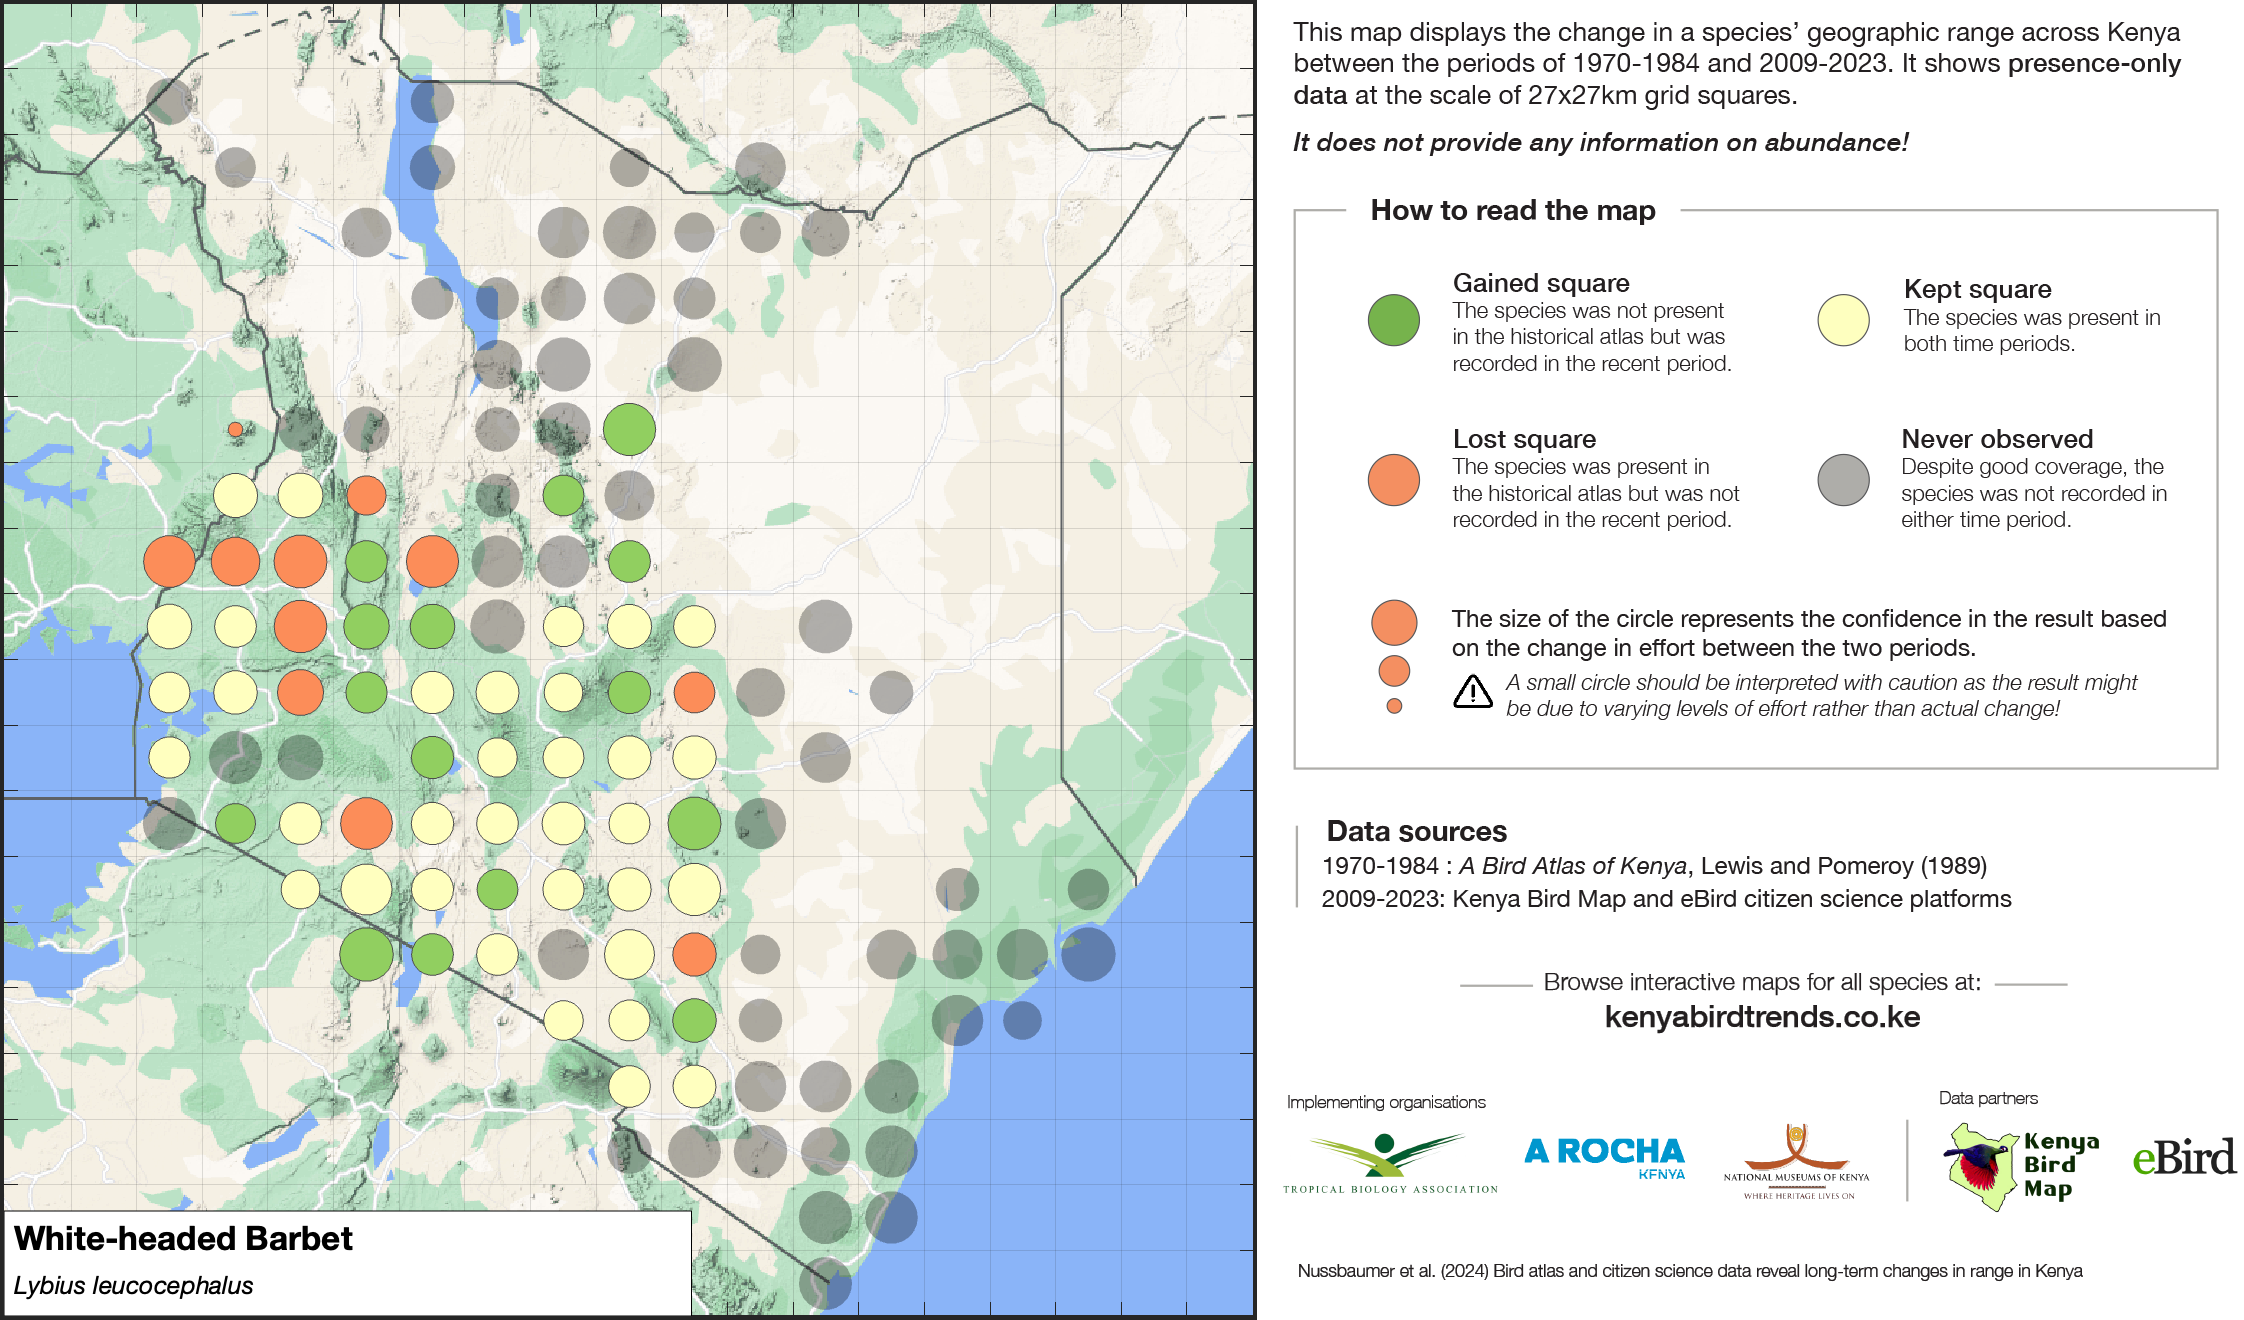 This map displays the change in a species’ geographic range across Kenya
between the periods of 1970-1984 and 2009-2023. It shows presence-only
data at the scale of 27x27km grid squares.
It does not provide any information on abundance!
How to read the map
Gained square
The species was not present
in the historical atlas but was
recorded in the recent period.
Kept square
The species was present in
both time periods.
Lost square
The species was present in
the historical atlas but was not
recorded in the recent period.
Never observed
Despite good coverage, the
species was not recorded in
either time period.
The size of the circle represents the confidence in the result based
on the change in effort between the two periods.
A small circle should be interpreted with caution as the result might
be due to varying levels of effort rather than actual change!
Data sources
1970-1984 : A Bird Atlas of Kenya, Lewis and Pomeroy (1989)
2009-2023: Kenya Bird Map and eBird citizen science platforms
Browse interactive maps for all species at:
kenyabirdtrends.co.ke
Implementing organisations
Data partners
TROPICAL BIOLOGY ASSOCIATION
A ROCHA
KENYA
NATIONAL MUSEUMS OF KENYA
WHERE HERITAGE LIVES ON
Kenya
Bird
Map
eBird
Nussbaumer et al. (2024) Bird atlas and citizen science data reveal long-term changes in range in Kenya
White-headed Barbet
Lybius leucocephalus